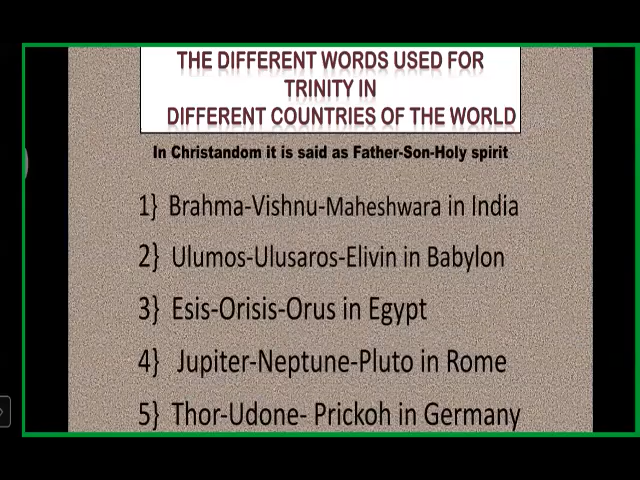 THE DIFFERENT WORDS USED FOR
TRINITY IN
DIFFERENT COUNTRIES OF THE WORLD
In Christandom it is said as Father-Son-Holy spirit
1} Brahma-Vishnu-Maheshwara in India
2} Ulumos-Ulusaros-Elivin in Babylon
3} Esis-Orisis-Orus in Egypt
4} Jupiter-Neptune-Pluto in Rome
5} Thor-Udone- Prickoh in Germany